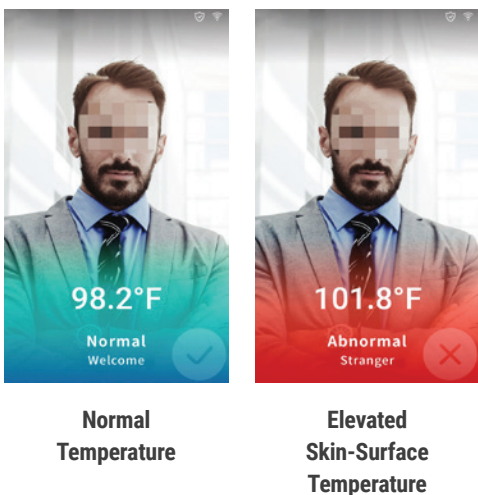 98.2°F
Normal
Welcome
Normal
Temperature
101.8°F
Abnormal
Stranger
Elevated
Skin-Surface
Temperature